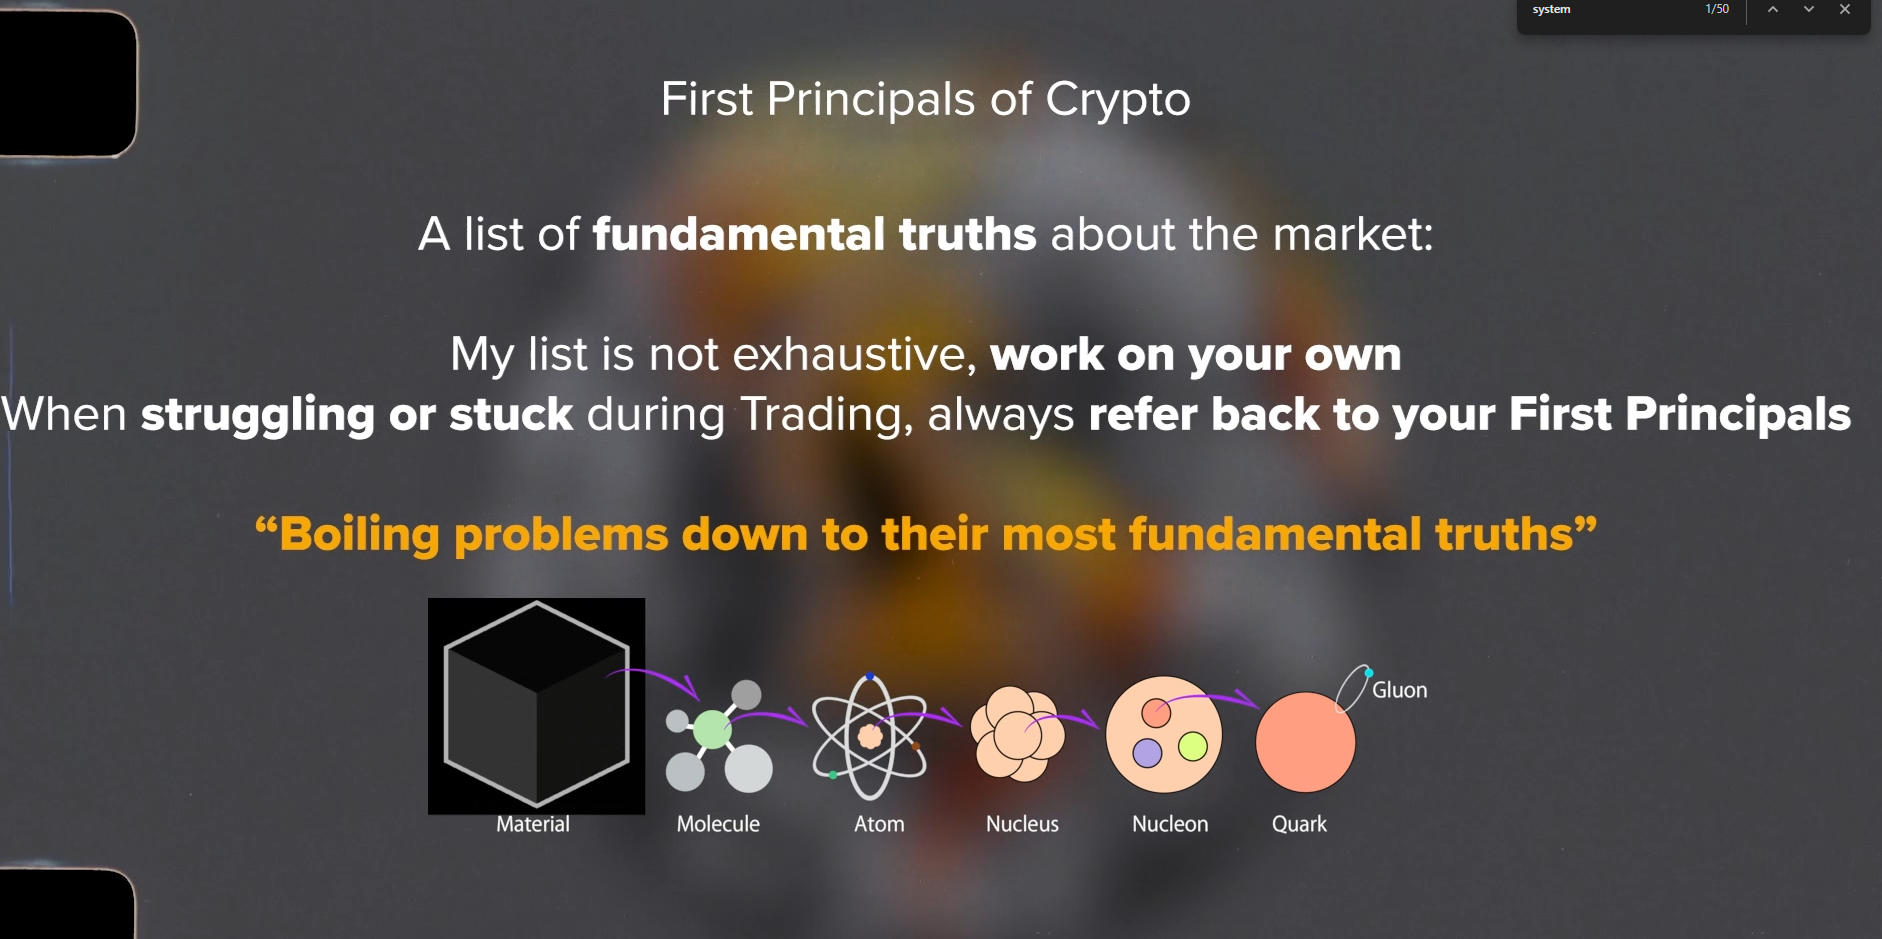 system 1/50
First Principals of Crypto
A list of fundamental truths about the market:
My list is not exhaustive, work on your own
When struggling or stuck during Trading, always refer back to your First Principals
“Boiling problems down to their most fundamental truths”
Gluon
Material Molecule Atom Nucleus Nucleon Quark